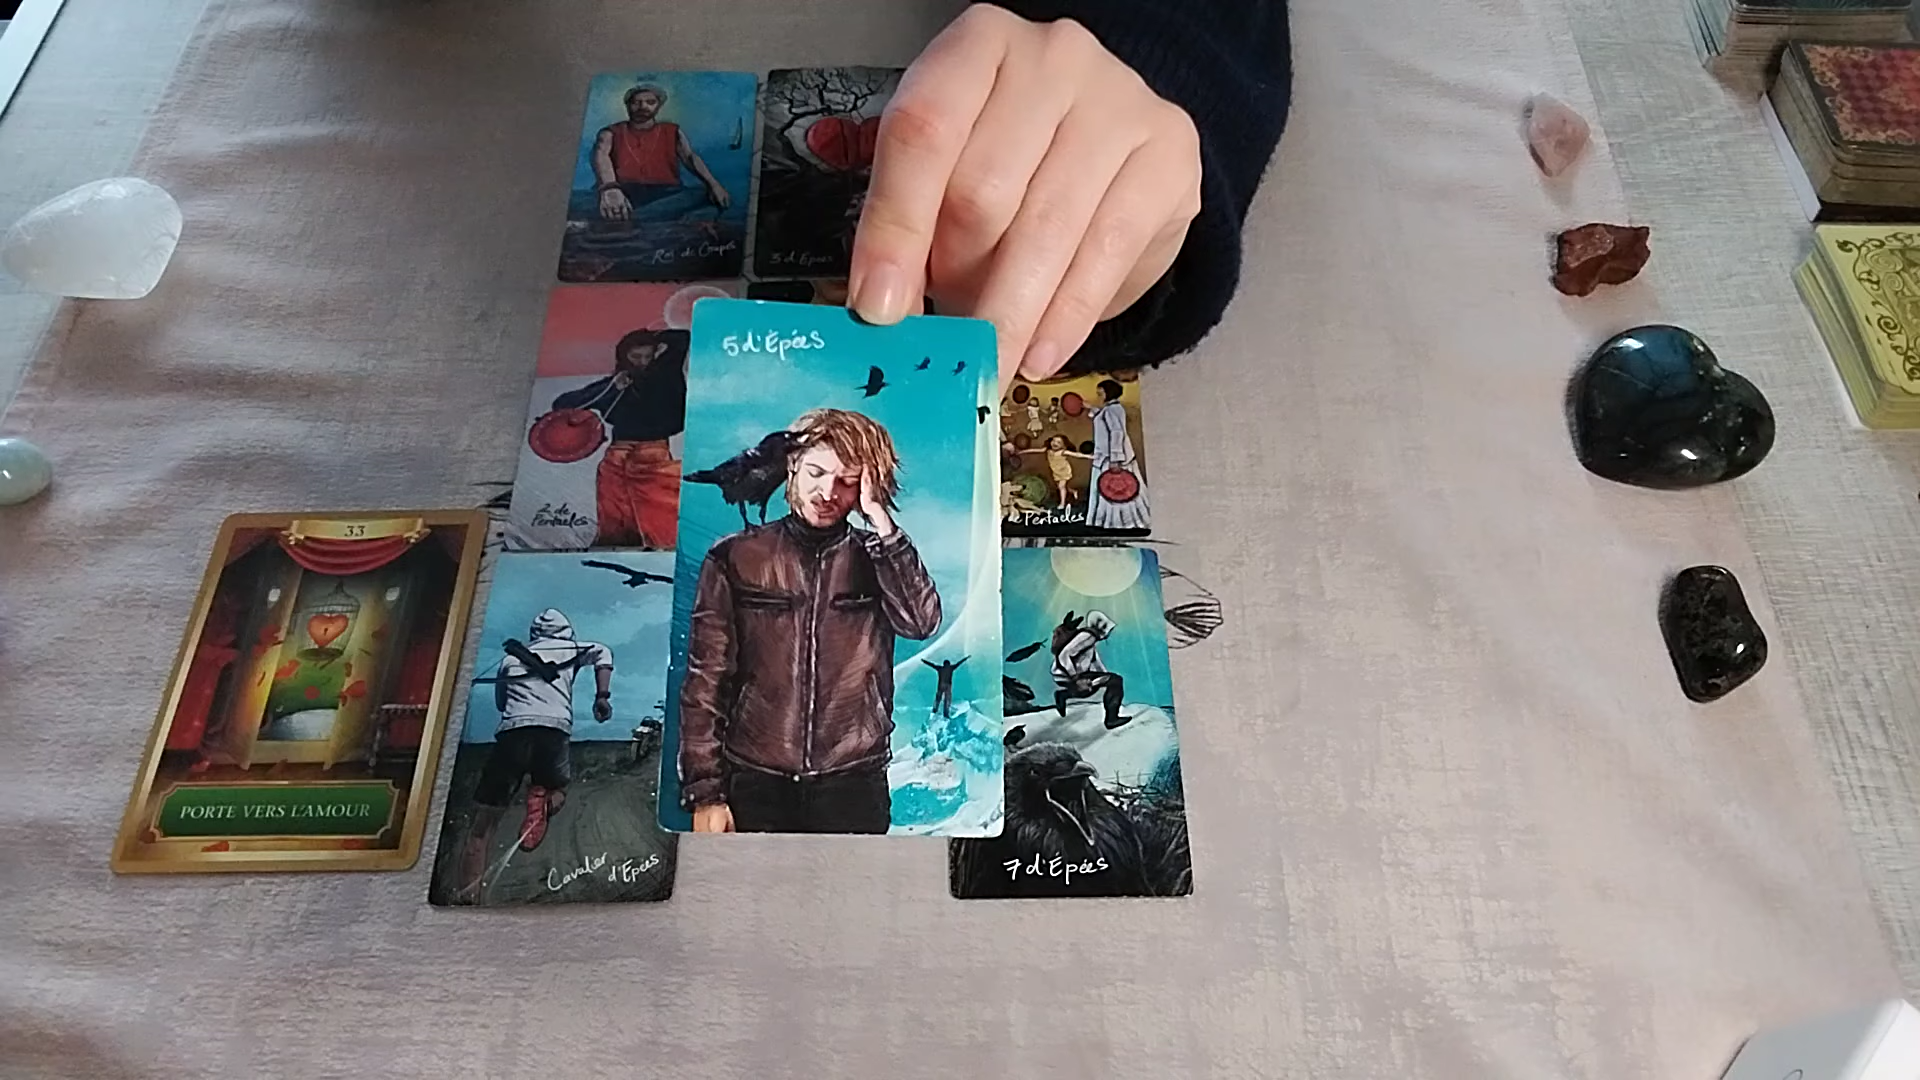 Roi de Coupes
3 d'Épées
5 d'Épées
2 de
Pentacles
de Pentacles
33
PORTE VERS L'AMOUR
Cavalier
d'Épées
7 d'Épées